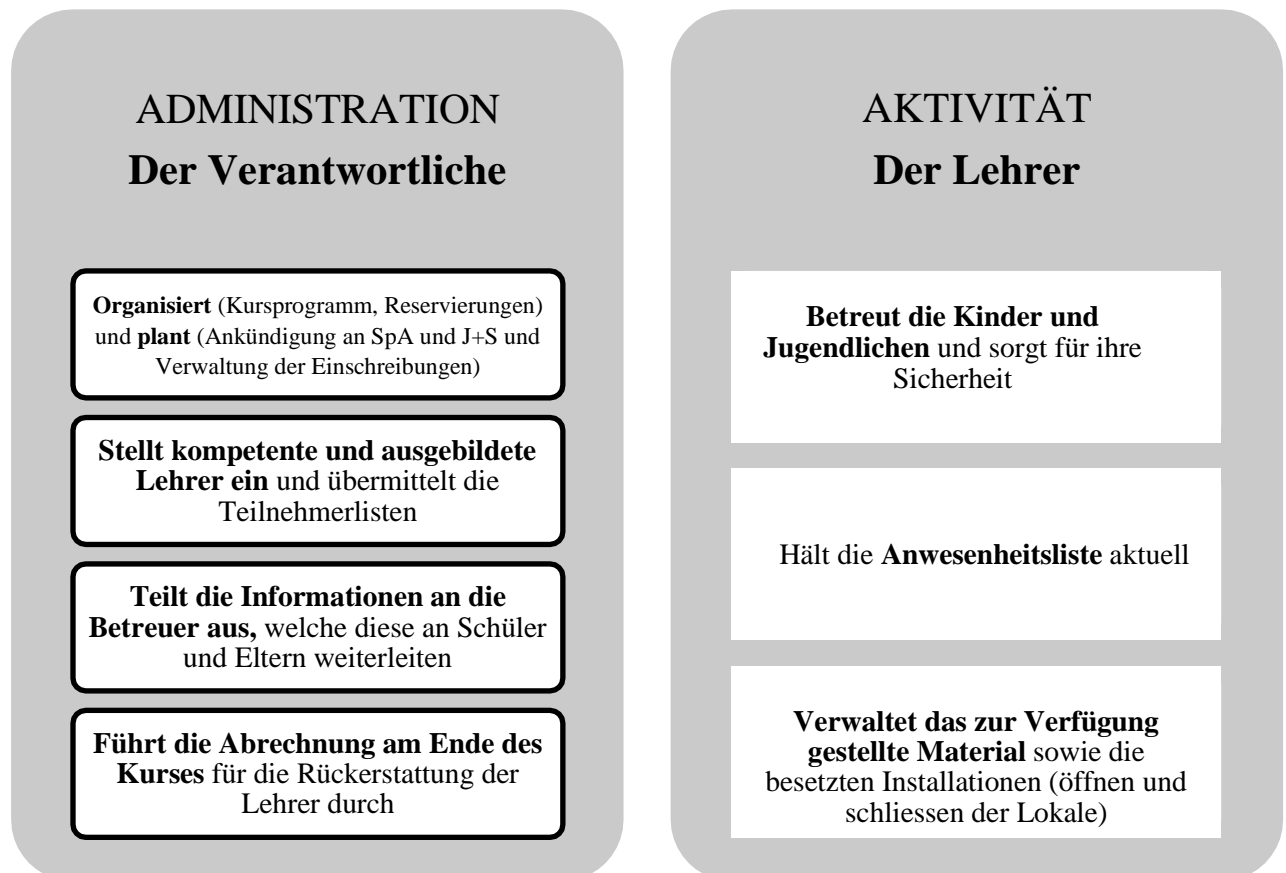 ADMINISTRATION
Der Verantwortliche
Organisiert (Kursprogramm, Reservierungen)
und plant (Ankündigung an SpA und J+S und
Verwaltung der Einschreibungen)
Stellt kompetente und ausgebildete
Lehrer ein und übermittelt die
Teilnehmerlisten
Teilt die Informationen an die
Betreuer aus, welche diese an Schüler
und Eltern weiterleiten
Führt die Abrechnung am Ende des
Kurses für die Rückerstattung der
Lehrer durch
AKTIVITÄT
Der Lehrer
Betreut die Kinder und
Jugendlichen und sorgt für ihre
Sicherheit
Hält die Anwesenheitsliste aktuell
Verwaltet das zur Verfügung
gestellte Material sowie die
besetzten Installationen (öffnen und
schliessen der Lokale)